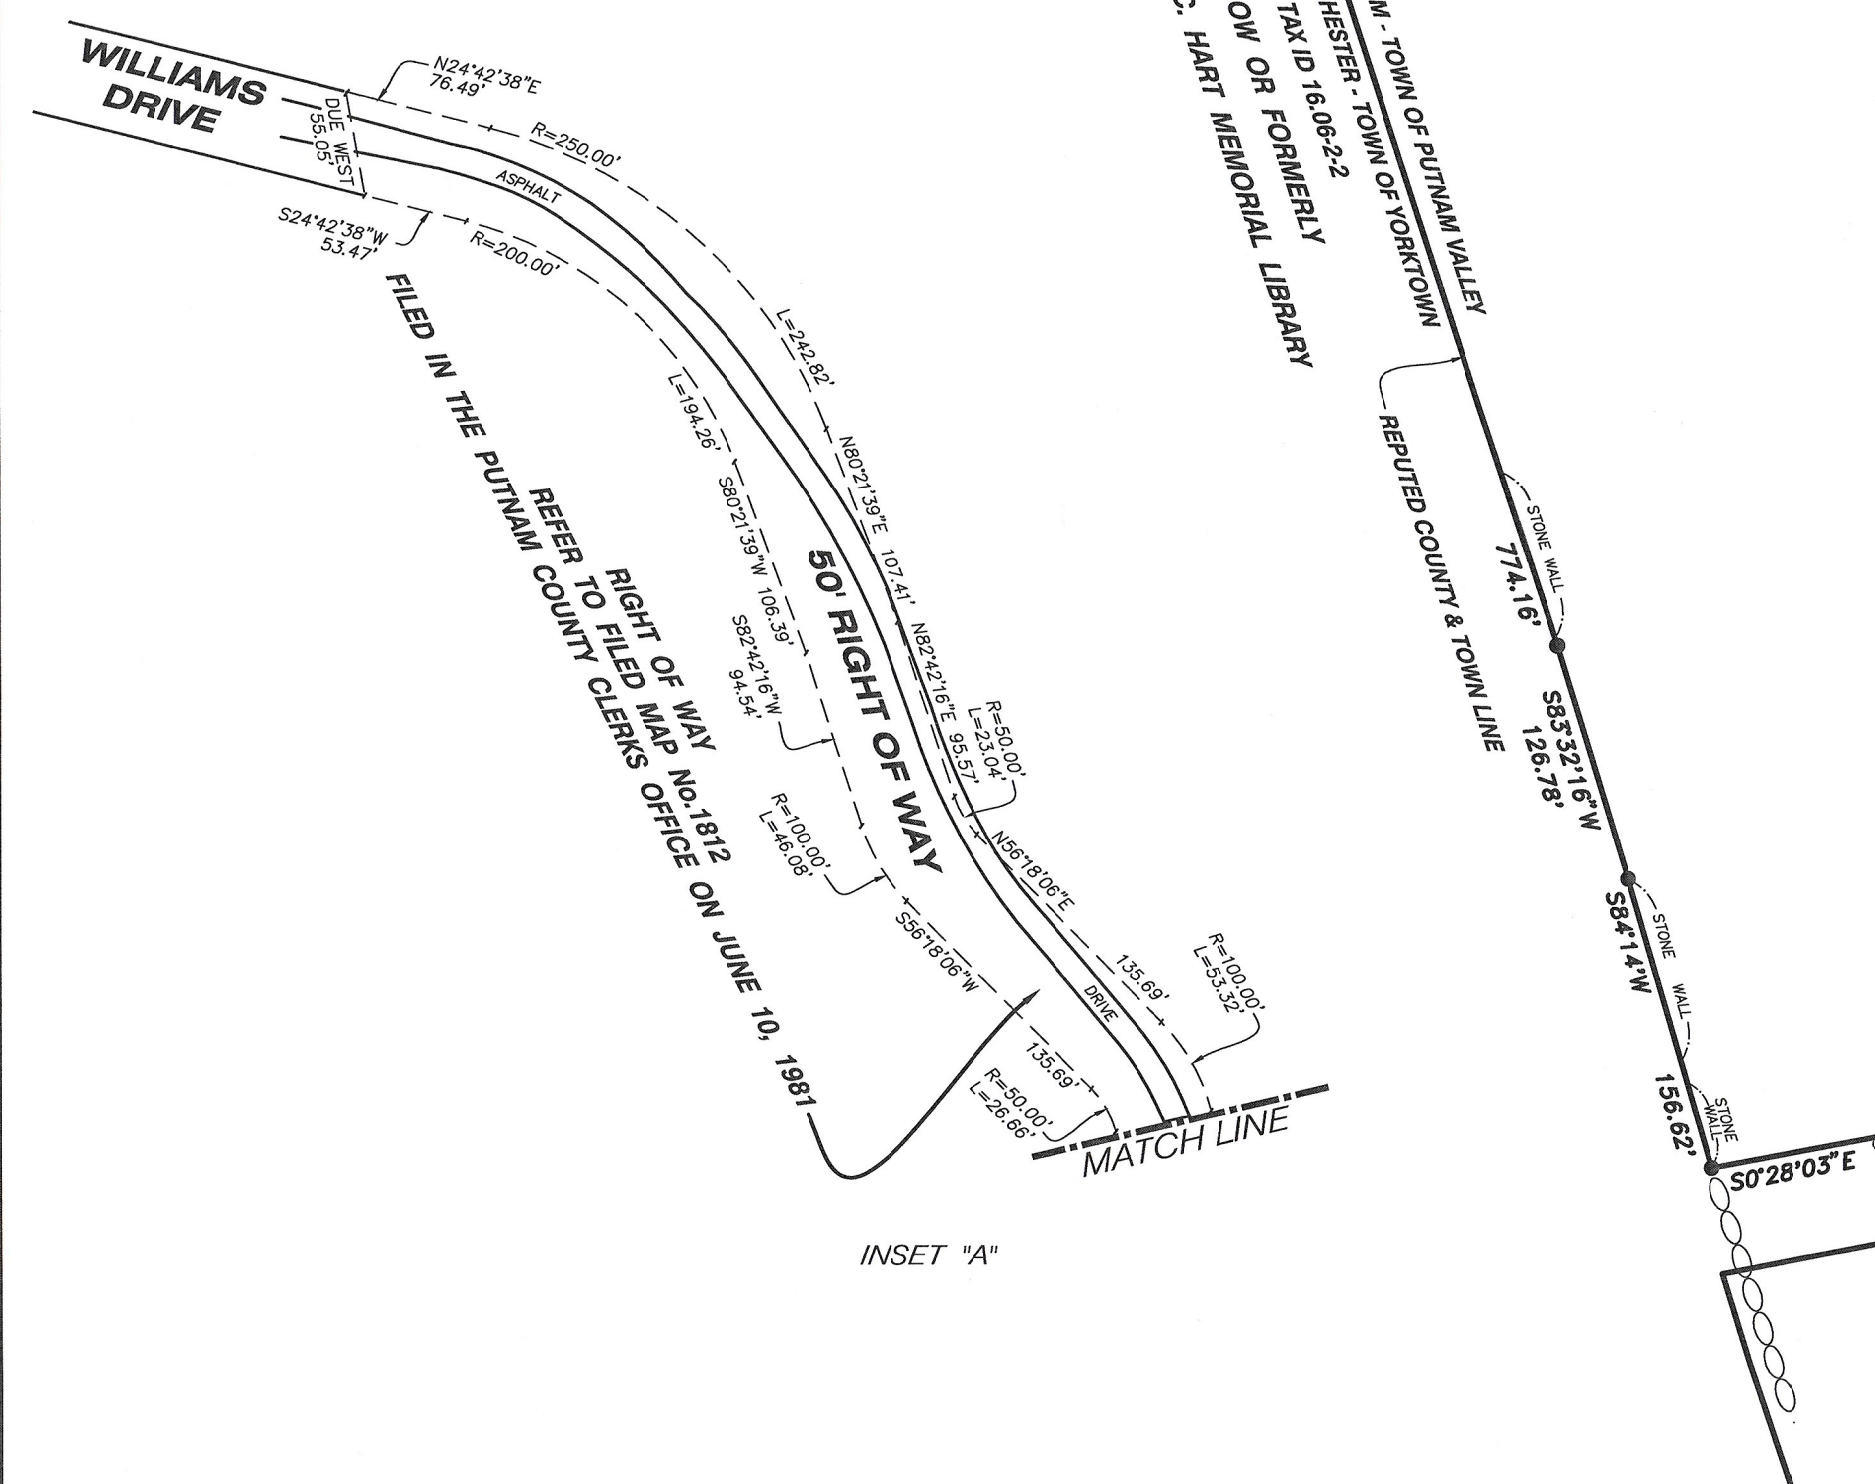 WILLIAMS
DRIVE
DUE WEST
55.05'
N24°42'38"E
76.49'
R=250.00'
ASPHALT
S24°42'38"W
53.47'
R=200.00'
L=242.82'
L=194.26'
N80°21'39"E 107.41'
S80°21'39"W 106.39'
50' RIGHT OF WAY
S82°42'16"W
94.54'
N82°42'16"E 95.57'
R=50.00'
L=23.04'
R=100.00'
L=46.08'
N56°18'06"E
135.69'
S56°18'06"W
135.69'
DRIVE
R=100.00'
L=53.32'
R=50.00'
L=26.66'
MATCH LINE
RIGHT OF WAY
REFER TO FILED MAP No.1812
FILED IN THE PUTNAM COUNTY CLERKS OFFICE ON JUNE 10, 1981
INSET "A"
M - TOWN OF PUTNAM VALLEY
HESTER - TOWN OF YORKTOWN
TAX ID 16.06-2-2
OW OR FORMERLY
C. HART MEMORIAL LIBRARY
REPUTED COUNTY & TOWN LINE
STONE WALL
774.16'
S83°32'16"W
126.78'
STONE WALL
S84°14'W
156.62'
STONE
WALL
S0°28'03"E